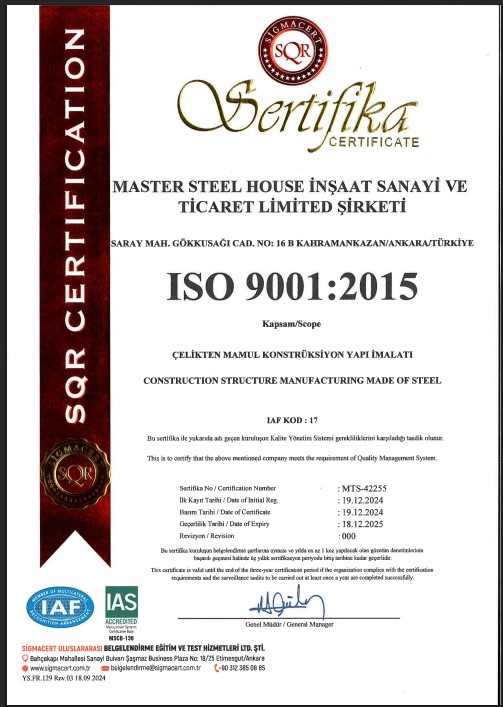 SIGMACERT
SQR
Sertifika
CERTIFICATE
SQR CERTIFICATION
MASTER STEEL HOUSE İNŞAAT SANAYİ VE
TİCARET LİMİTED ŞİRKETİ
SARAY MAH. GÖKKUSAĞI CAD. NO: 16 B KAHRAMANKAZAN/ANKARA/TÜRKİYE
ISO 9001:2015
Kapsam/Scope
ÇELİKTEN MAMUL KONSTRÜKSİYON YAPI İMALATI
CONSTRUCTION STRUCTURE MANUFACTURING MADE OF STEEL
IAF KOD : 17
Bu sertifika ile yukarıda adı geçen kuruluşun Kalite Yönetim Sistemi gerekliliklerini karşıladığı tasdik olunur.
This is to certify that the above mentioned company meets the requirement of Quality Management System.
SIGMACERT
SQR
Sertifika No / Certification Number : MTS-42255
İlk Kayıt Tarihi / Date of Initial Reg. : 19.12.2024
Basım Tarihi / Date of Certificate : 19.12.2024
Geçerlilik Tarihi / Date of Expiry : 18.12.2025
Revizyon / Revision : 000
Bu sertifika kuruluşun belgelendirme şartlarına uyması ve yılda en az 1 kez yapılacak olan gözetim denetimlerinin
başarılı geçmesi halinde üç yıllık sertifikasyon periyodu bitiş tarihine kadar geçerlidir.
This certificate is valid until the end of the three-year certification period if the organization complies with the certification
requirements and the surveillance audits to be carried out at least once a year are completed successfully.
MEMBER OF MULTILATERAL
IAF
RECOGNITION ARRANGEMENT
IAS
ACCREDITED
Management Systems
Certification Body
MSCB-136
Genel Müdür / General Manager
SİGMACERT ULUSLARARASI BELGELENDİRME EĞİTİM VE TEST HİZMETLERİ LTD. ŞTİ.
Bahçekapı Mahallesi Sanayi Bulvarı Şaşmaz Business Plaza No: 18/25 Etimesgut/Ankara
www.sigmacert.com.tr belgelendirme@sigmacert.com.tr +90 312 385 08 85
YS.FR.129 Rev.03 18.09.2024